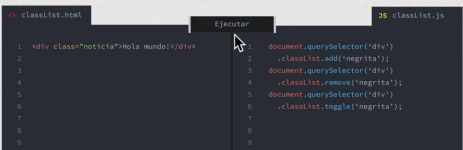 <> classList.html
Ejecutar
JS classList.js
1 <div class="noticia">Hola mundo!</div>
2
3
4
5
6
7
8
9
1 document.querySelector('div')
2 .classList.add('negrita');
3 document.querySelector('div')
4 .classList.remove('negrita');
5 document.querySelector('div')
6 .classList.toggle('negrita');
7
8
9